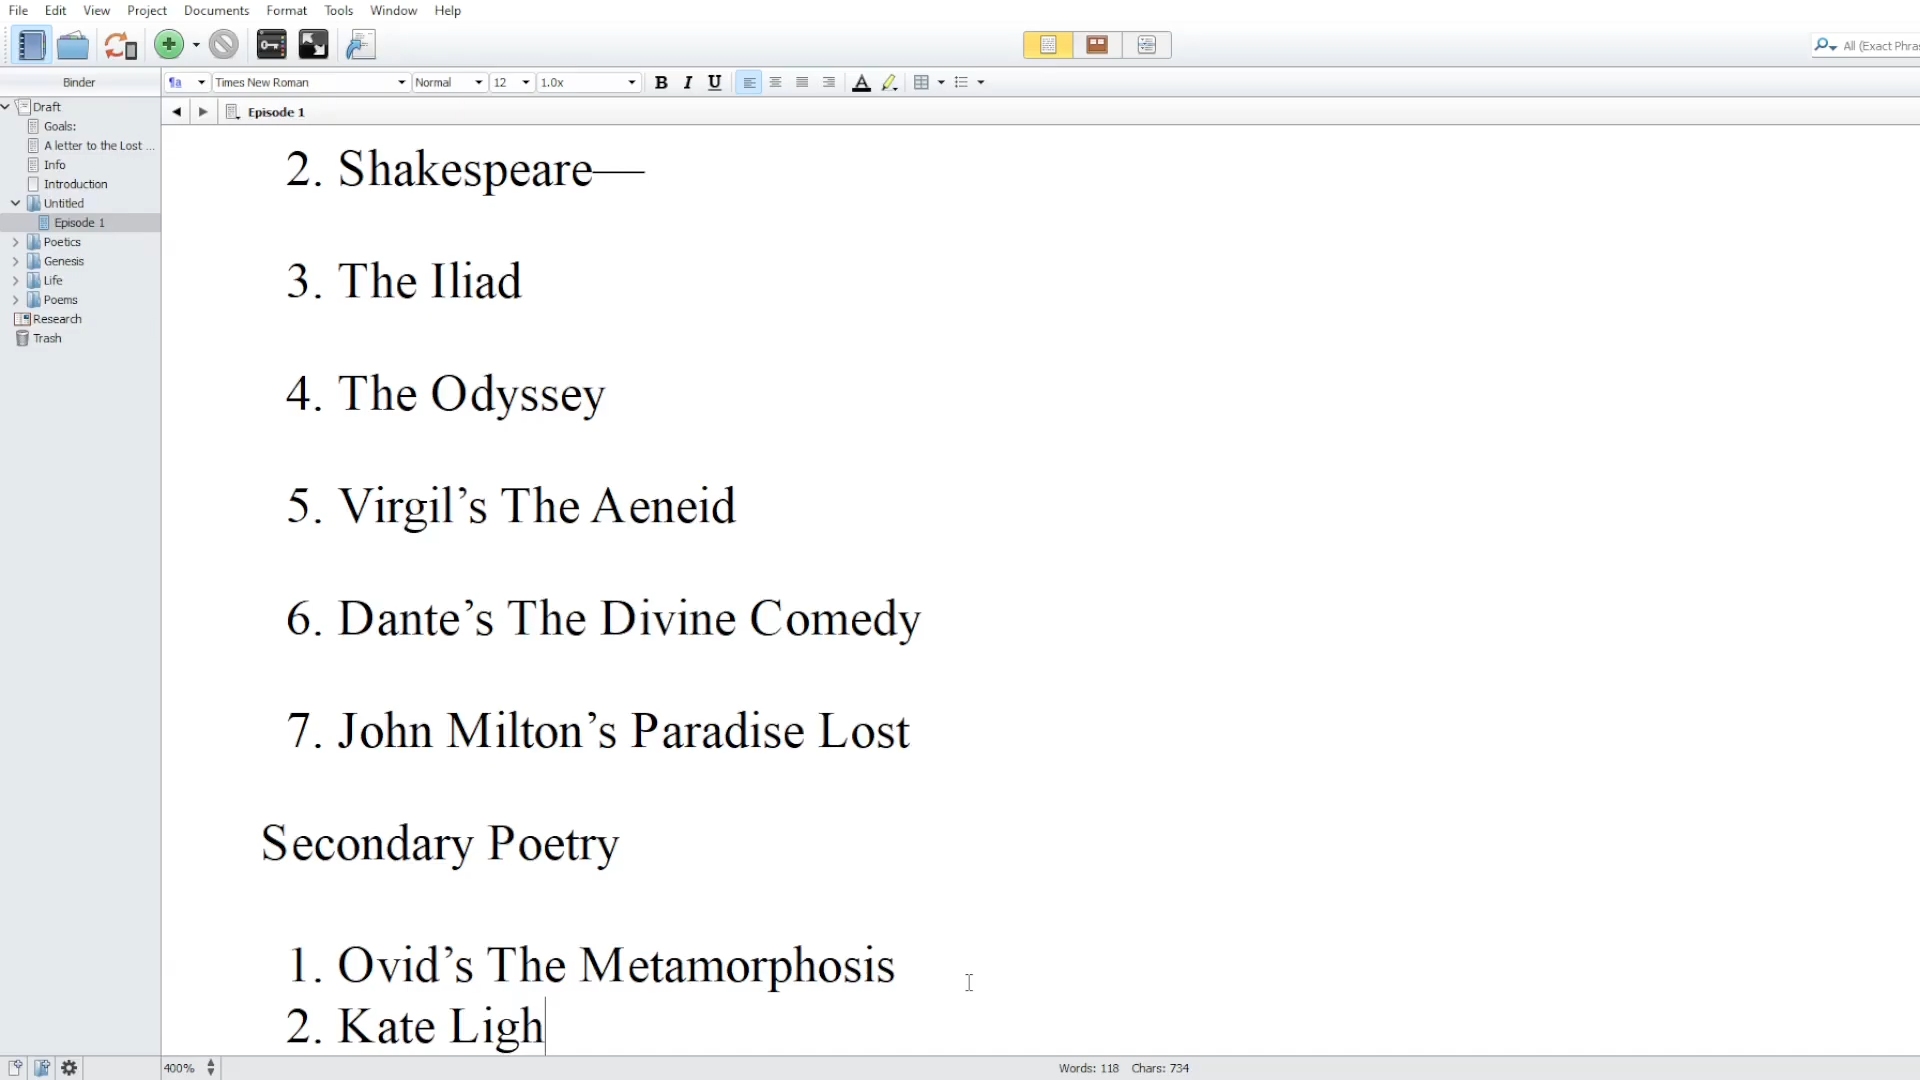 File Edit View Project Documents Format Tools Window Help
All (Exact Phras
Binder
Times New Roman Normal 12 1.0x B I U A
Draft
Goals:
A letter to the Lost ...
Info
Introduction
Untitled
Episode 1
Poetics
Genesis
Life
Poems
Research
Trash
Episode 1
2. Shakespeare—
3. The Iliad
4. The Odyssey
5. Virgil’s The Aeneid
6. Dante’s The Divine Comedy
7. John Milton’s Paradise Lost
Secondary Poetry
1. Ovid’s The Metamorphosis
2. Kate Ligh
400% Words: 118 Chars: 734